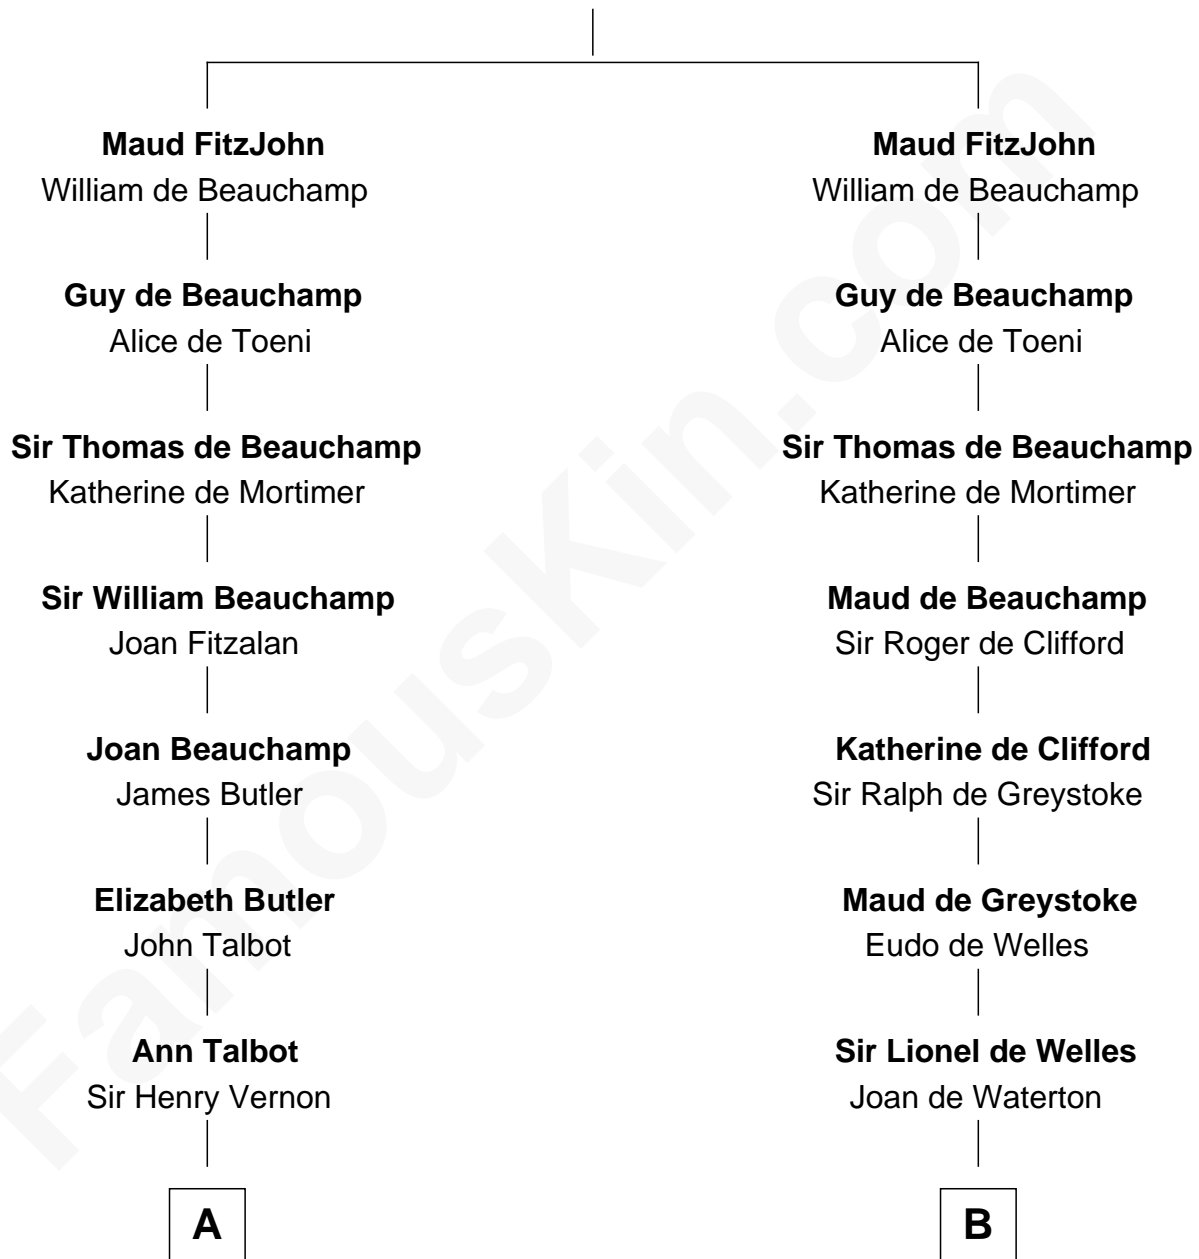 Maud FitzJohn
William de Beauchamp
Guy de Beauchamp
Alice de Toeni
Sir Thomas de Beauchamp
Katherine de Mortimer
Sir William Beauchamp
Joan Fitzalan
Joan Beauchamp
James Butler
Elizabeth Butler
John Talbot
Ann Talbot
Sir Henry Vernon
A
Maud FitzJohn
William de Beauchamp
Guy de Beauchamp
Alice de Toeni
Sir Thomas de Beauchamp
Katherine de Mortimer
Maud de Beauchamp
Sir Roger de Clifford
Katherine de Clifford
Sir Ralph de Greystoke
Maud de Greystoke
Eudo de Welles
Sir Lionel de Welles
Joan de Waterton
B
FamousKin.com